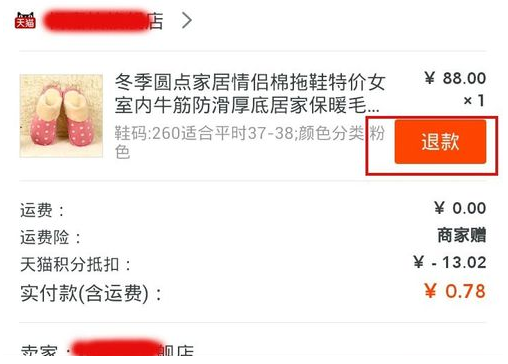 天猫
店
冬季圆点家居情侣棉拖鞋特价女
室内牛筋防滑厚底居家保暖毛...
¥ 88.00
×1
鞋码:260适合平时37-38;颜色分类:粉
色
退款
运费： ¥ 0.00
运费险： 商家赠
天猫积分抵扣： ¥ - 13.02
实付款(含运费)： ¥ 0.78
卖家： 舰店